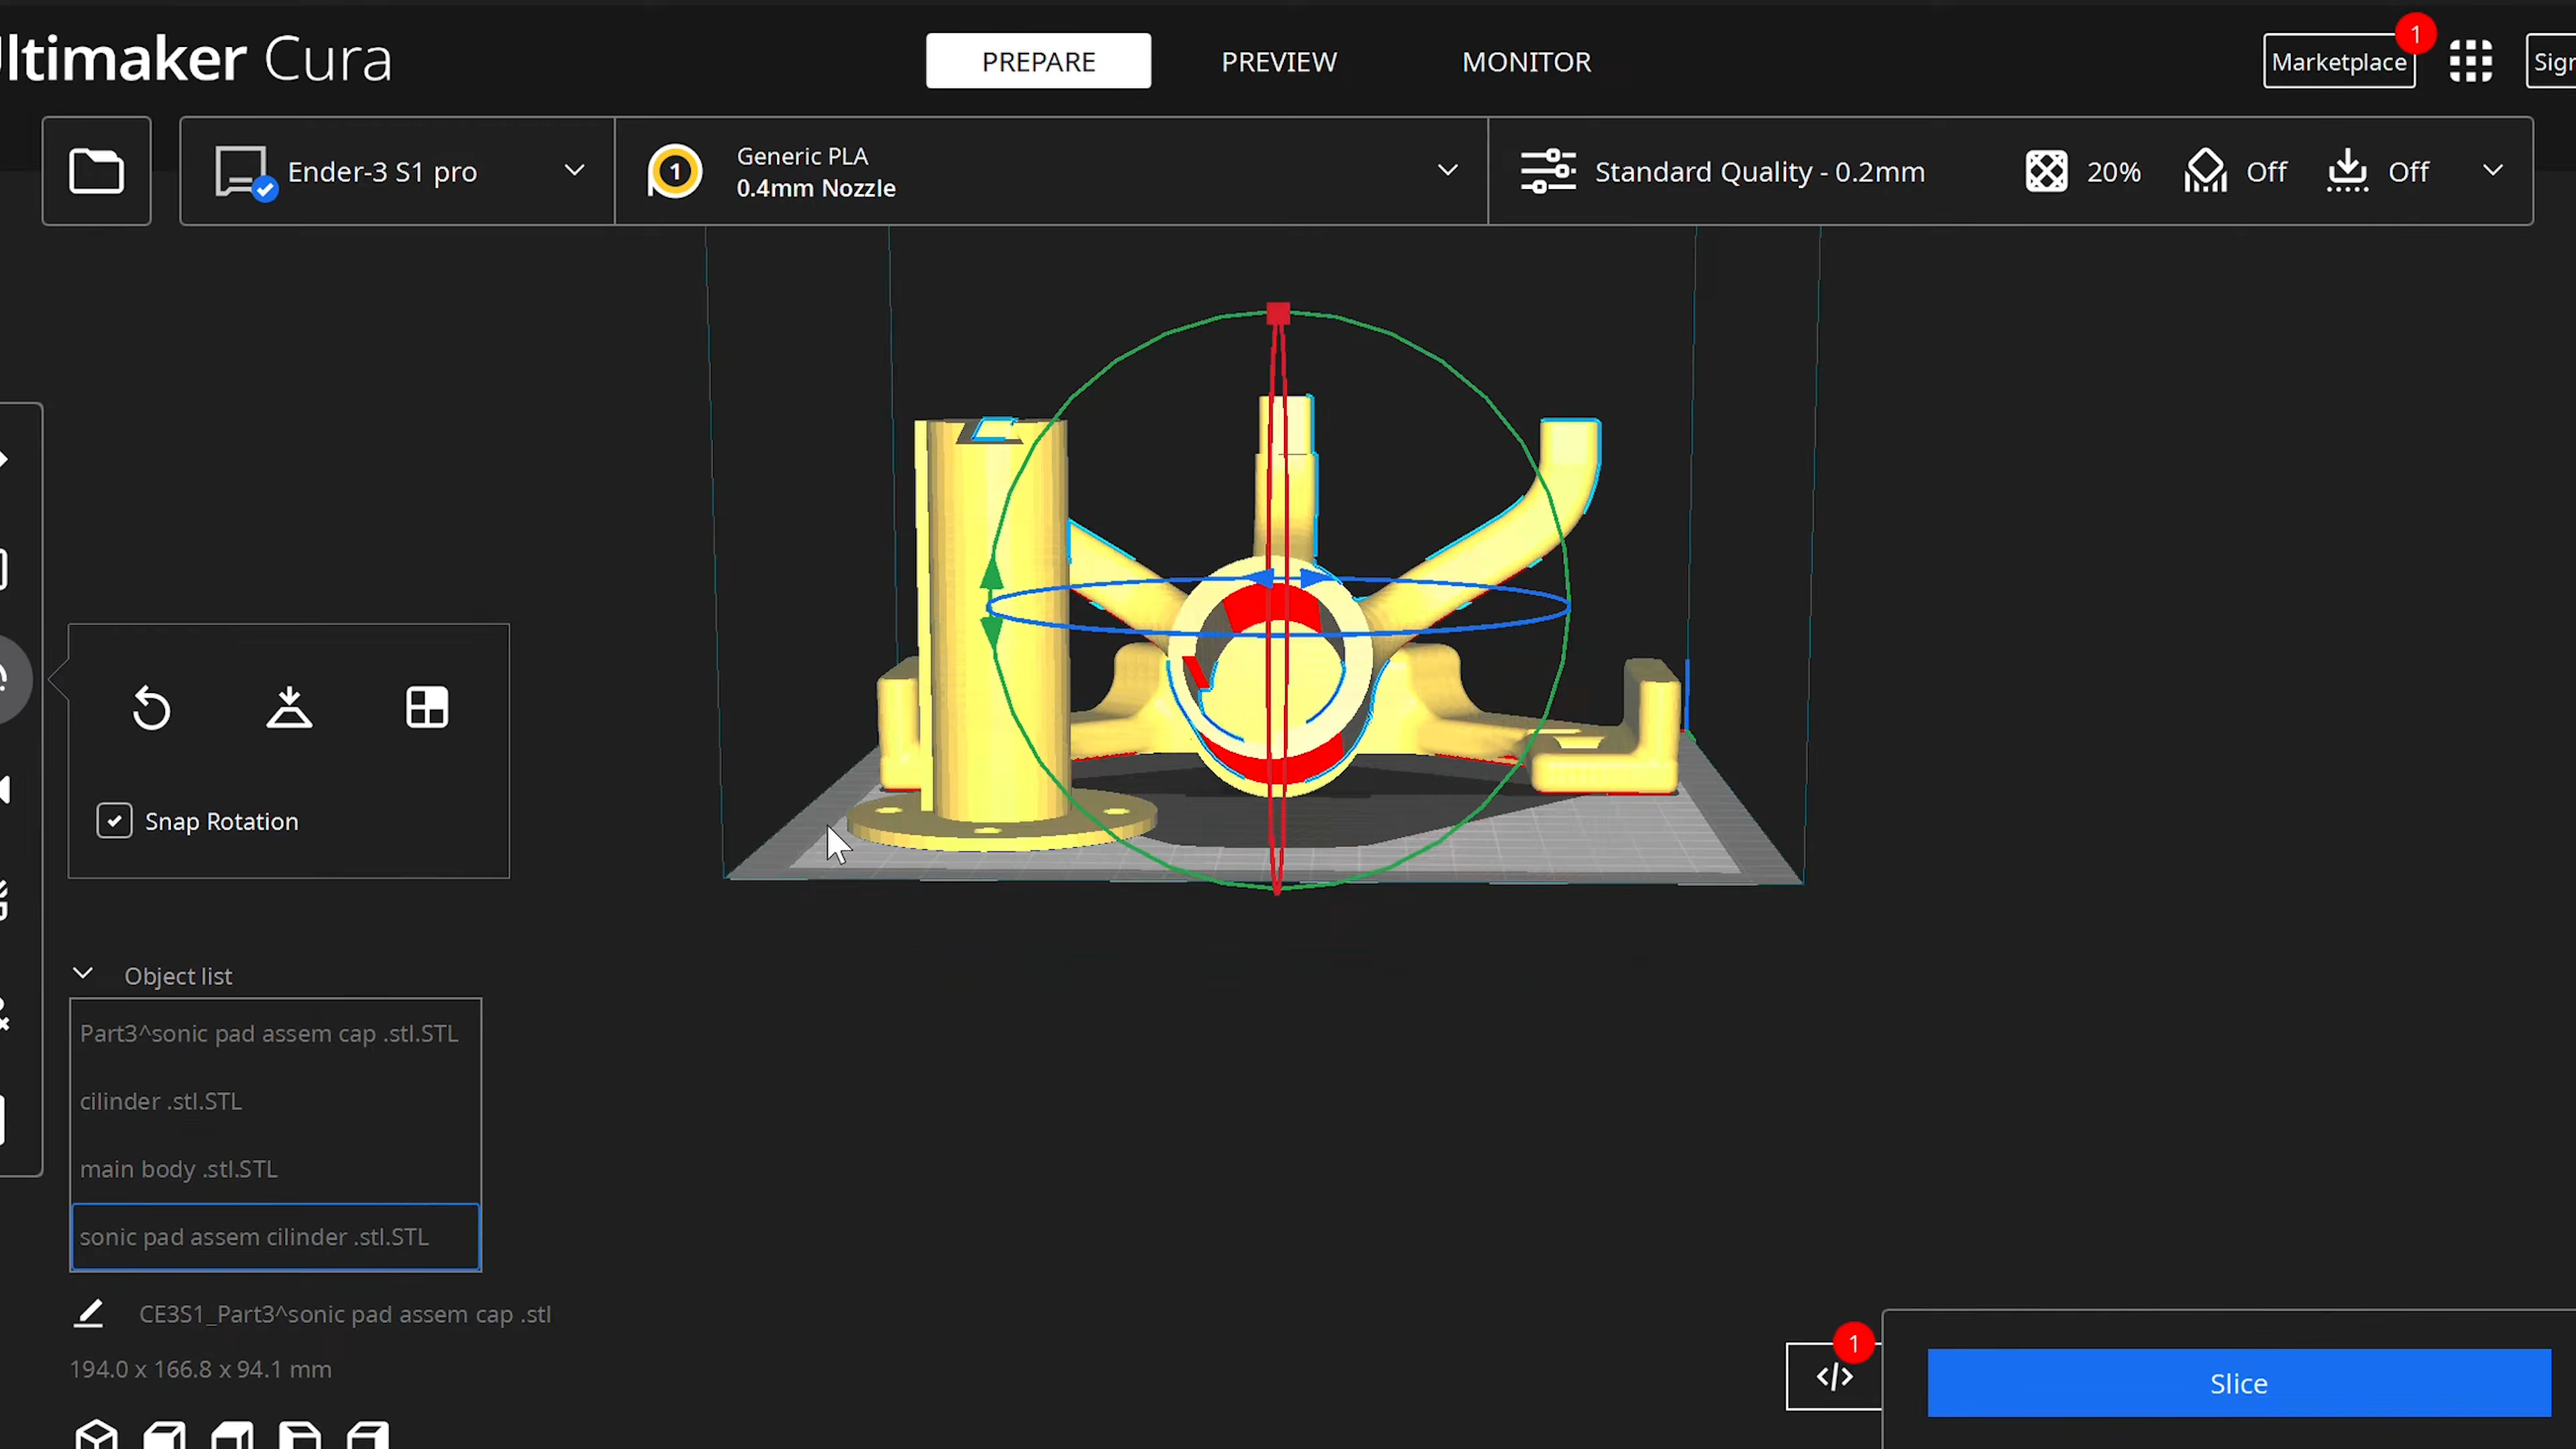 Ultimaker Cura
PREPARE
PREVIEW
MONITOR
Marketplace
1
Sign
Ender-3 S1 pro
1
Generic PLA
0.4mm Nozzle
Standard Quality - 0.2mm
20%
Off
Off
Snap Rotation
Object list
Part3^sonic pad assem cap .stl.STL
cilinder .stl.STL
main body .stl.STL
sonic pad assem cilinder .stl.STL
CE3S1_Part3^sonic pad assem cap .stl
194.0 x 166.8 x 94.1 mm
1
</>
Slice